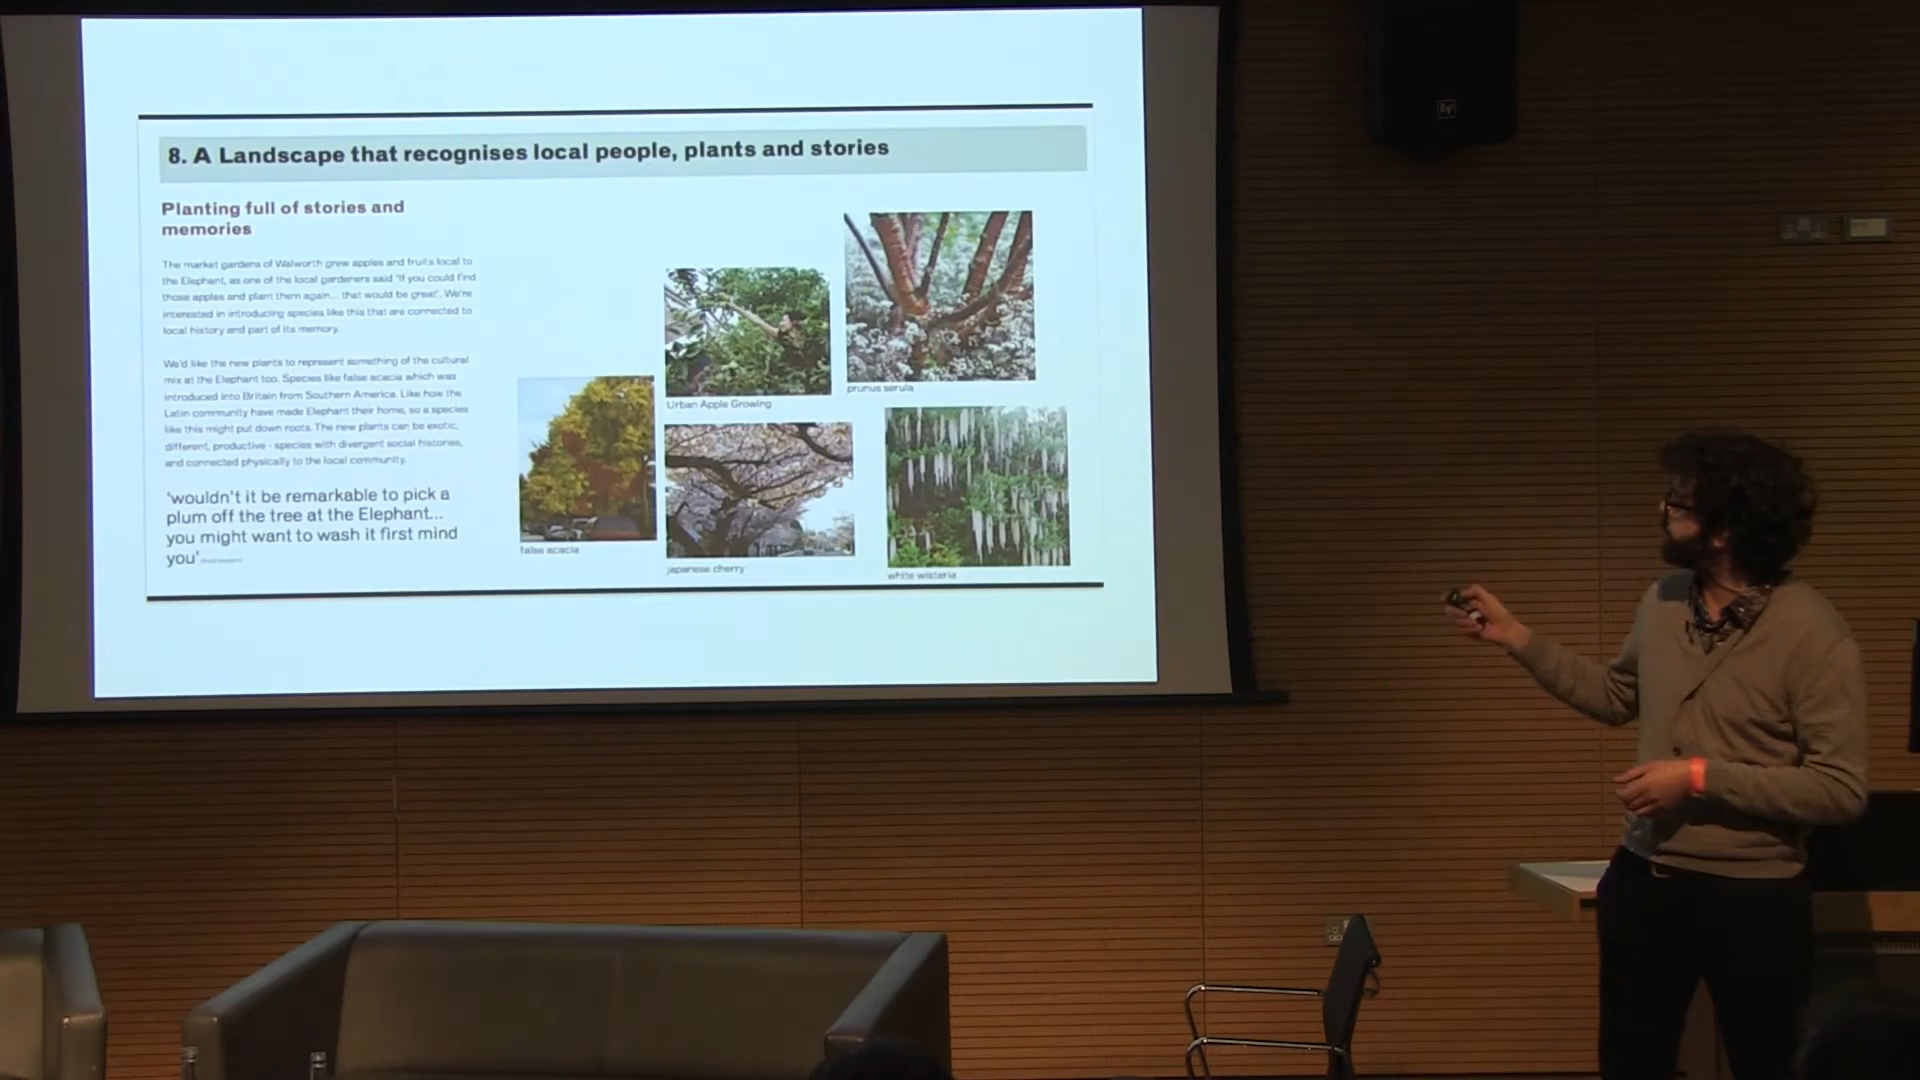 8. A Landscape that recognises local people, plants and stories
Planting full of stories and
memories
The market gardens of Walworth grew apples and fruits local to
the Elephant, as one of the local gardeners said 'If you could find
those apples and plant them again... that would be great'. We're
interested in introducing species like this that are connected to
local history and part of its memory.
We'd like the new plants to represent something of the cultural
mix at the Elephant too. Species like false acacia which was
introduced into Britain from Southern America. Like how the
Latin community have made Elephant their home, so a species
like this might put down roots. The new plants can be exotic,
different, productive - species with divergent social histories,
and connected physically to the local community.
'wouldn't it be remarkable to pick a
plum off the tree at the Elephant...
you might want to wash it first mind
you'
false acacia
Urban Apple Growing
japanese cherry
prunus serula
white wisteria
EV